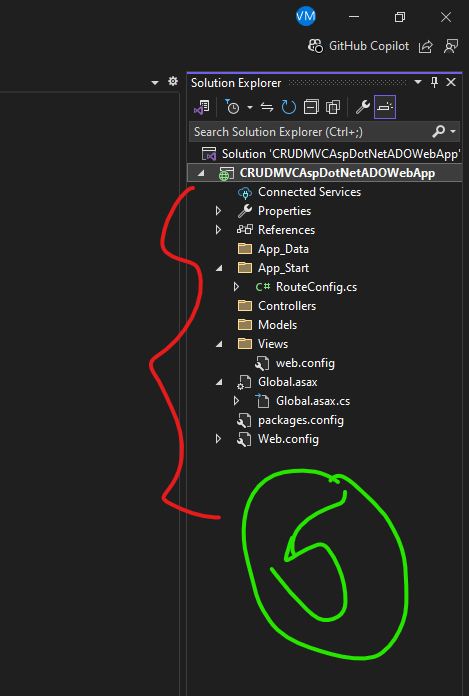 VM
GitHub Copilot
Solution Explorer
Search Solution Explorer (Ctrl+;)
Solution 'CRUDMVCAspDotNetADOWebApp'
CRUDMVCAspDotNetADOWebApp
Connected Services
Properties
References
App_Data
App_Start
C# RouteConfig.cs
Controllers
Models
Views
web.config
Global.asax
Global.asax.cs
packages.config
Web.config
5